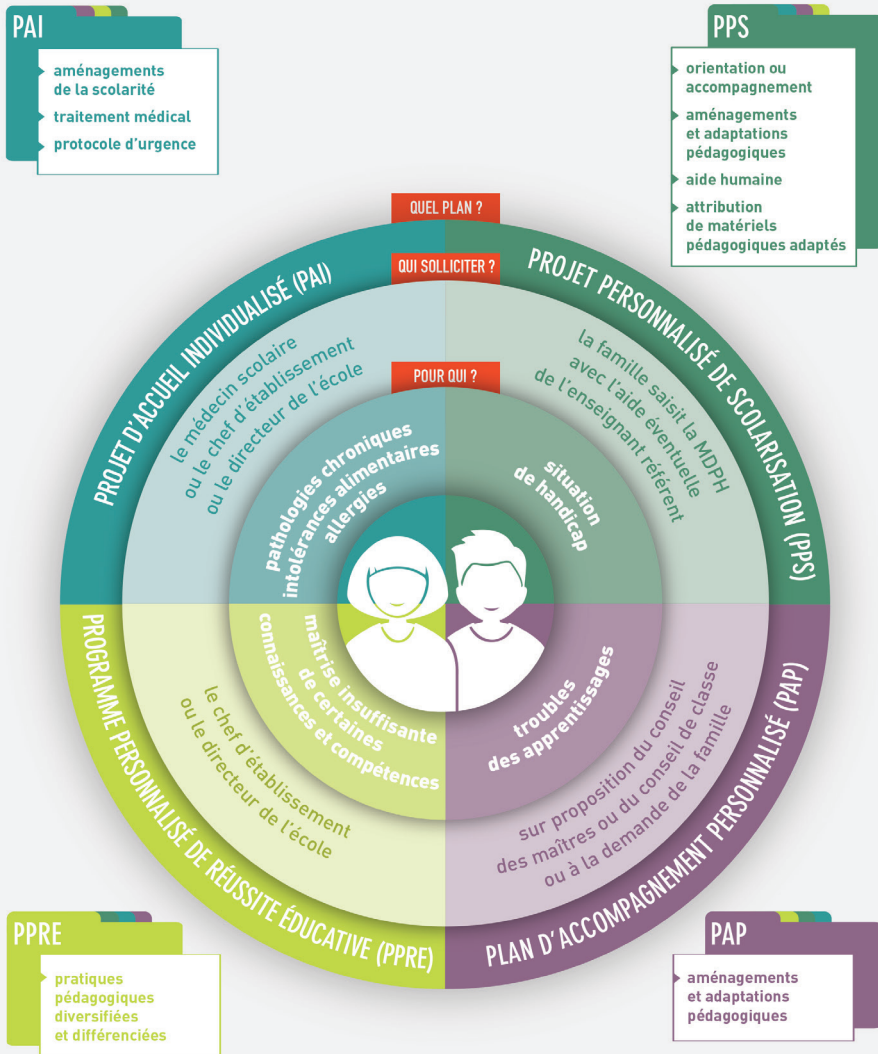 PAI
aménagements
de la scolarité
traitement médical
protocole d'urgence
PPS
orientation ou
accompagnement
aménagements
et adaptations
pédagogiques
aide humaine
attribution
de matériels
pédagogiques adaptés
QUEL PLAN ?
QUI SOLLICITER ?
POUR QUI ?
PROJET D'ACCUEIL INDIVIDUALISÉ (PAI)
le médecin scolaire
ou le chef d'établissement
ou le directeur de l'école
pathologies chroniques
intolérances alimentaires
allergies
PROJET PERSONNALISÉ DE SCOLARISATION (PPS)
la famille saisit la MDPH
avec l'aide éventuelle
de l'enseignant référent
situation
de handicap
PROGRAMME PERSONNALISÉ DE RÉUSSITE ÉDUCATIVE (PPRE)
le chef d'établissement
ou le directeur de l'école
maîtrise insuffisante
de certaines
connaissances et compétences
PLAN D'ACCOMPAGNEMENT PERSONNALISÉ (PAP)
sur proposition du conseil
des maîtres ou du conseil de classe
ou à la demande de la famille
troubles
des apprentissages
PPRE
pratiques
pédagogiques
diversifiées
et différenciées
PAP
aménagements
et adaptations
pédagogiques